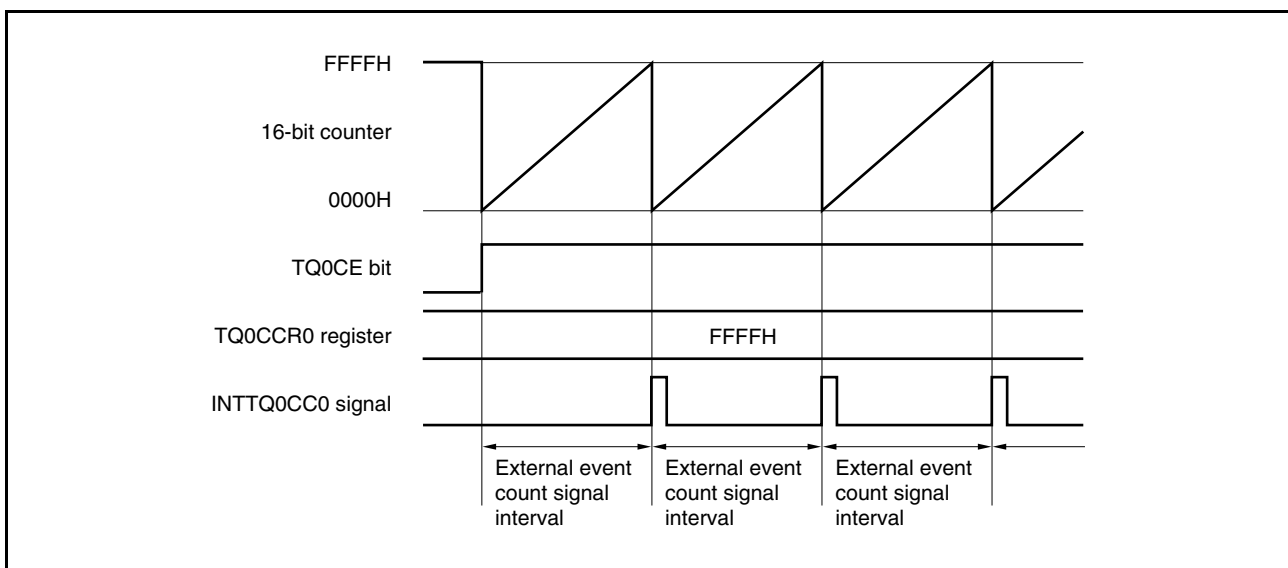 FFFFH
16-bit counter
0000H
TQ0CE bit
TQ0CCR0 register
FFFFH
INTTQ0CC0 signal
External event
count signal
interval
External event
count signal
interval
External event
count signal
interval